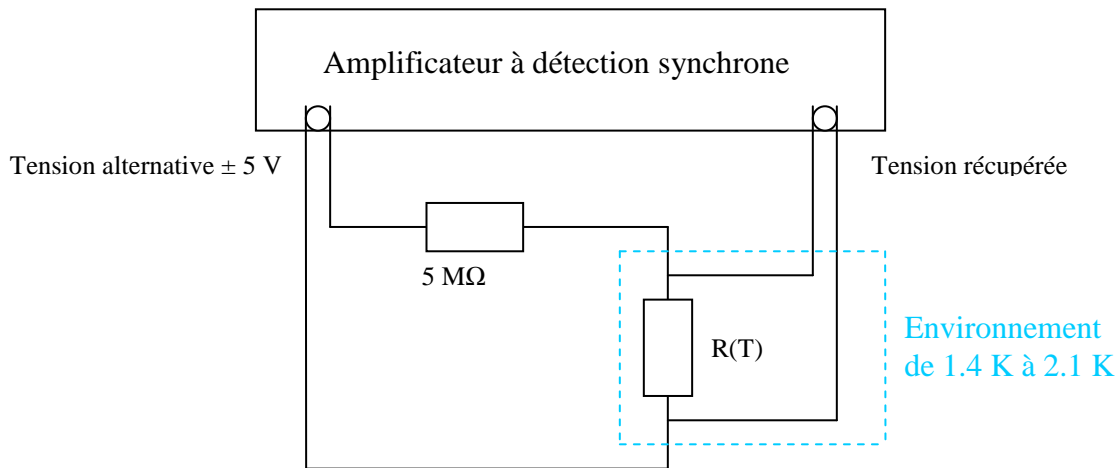 Amplificateur à détection synchrone
Tension alternative ± 5 V
Tension récupérée
5 MΩ
R(T)
Environnement
de 1.4 K à 2.1 K